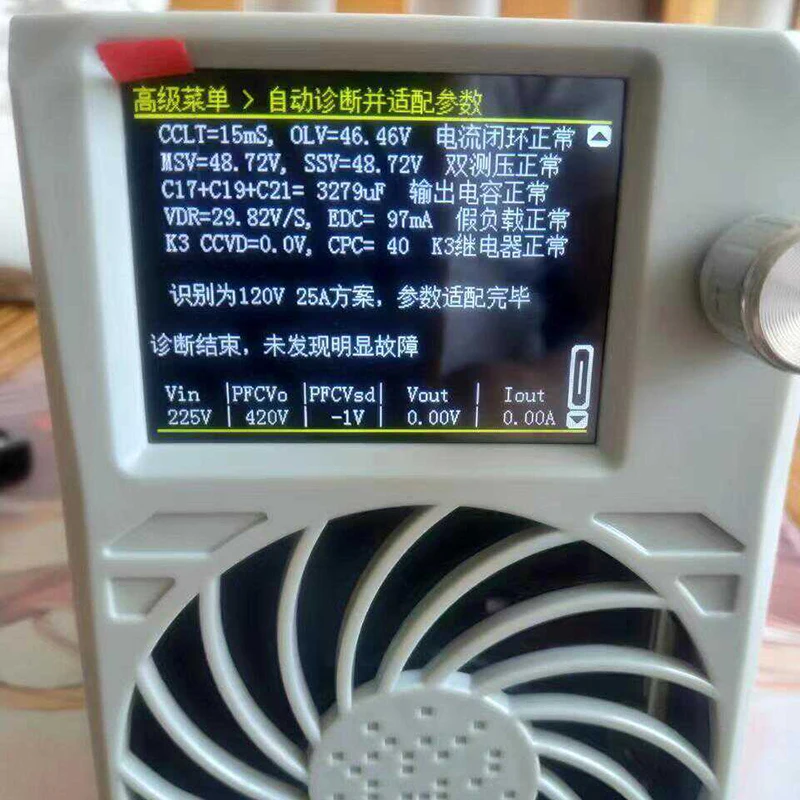 高级菜单 > 自动诊断并适配参数
CCLT=15mS, OLV=46.46V 电流闭环正常
MSV=48.72V, SSV=48.72V 双测压正常
C17+C19+C21= 3279uF 输出电容正常
VDR=29.82V/S, EDC= 97mA 假负载正常
K3 CCVD=0.0V, CPC= 40 K3继电器正常
识别为120V 25A方案, 参数适配完毕
诊断结束, 未发现明显故障
Vin |PFCVo |PFCVsd| Vout | Iout
225V | 420V | -1V| 0.00V | 0.00A